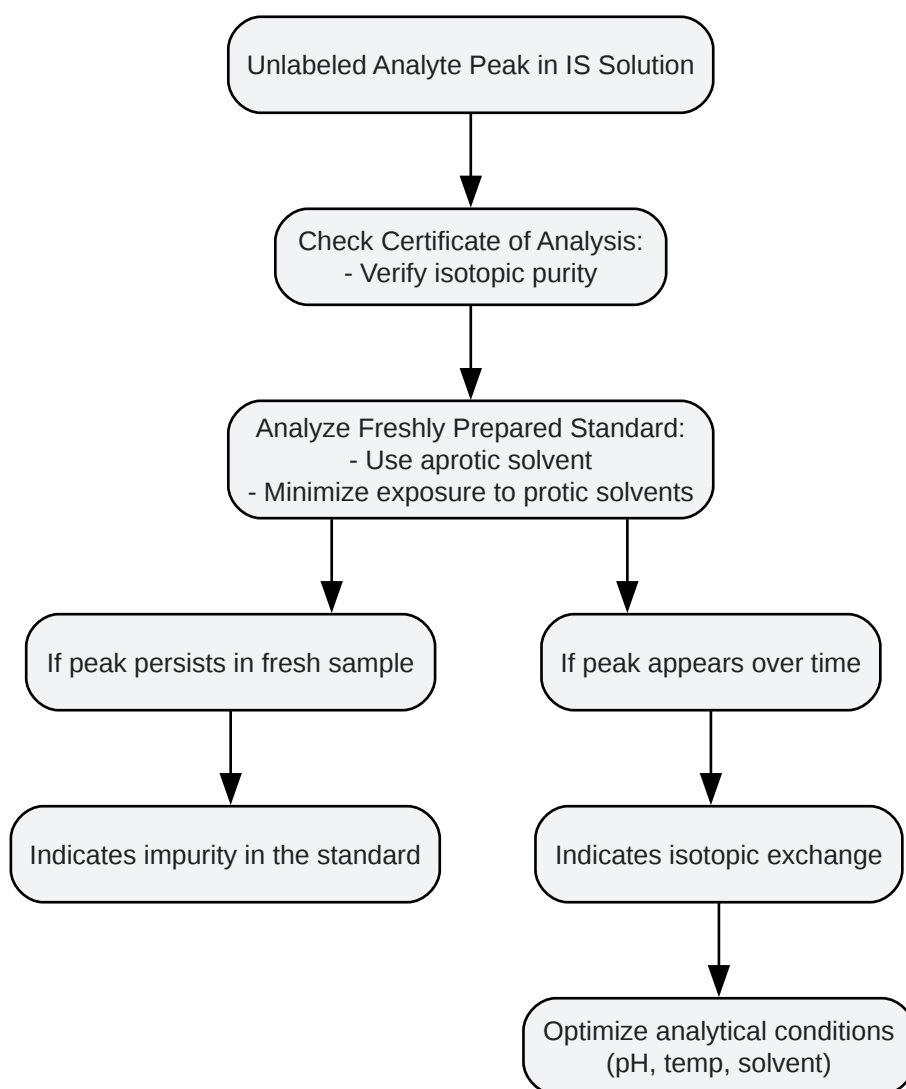 Unlabeled Analyte Peak in IS Solution
Check Certificate of Analysis:
- Verify isotopic purity
Analyze Freshly Prepared Standard:
- Use aprotic solvent
- Minimize exposure to protic solvents
If peak persists in fresh sample
If peak appears over time
Indicates impurity in the standard
Indicates isotopic exchange
Optimize analytical conditions
(pH, temp, solvent)